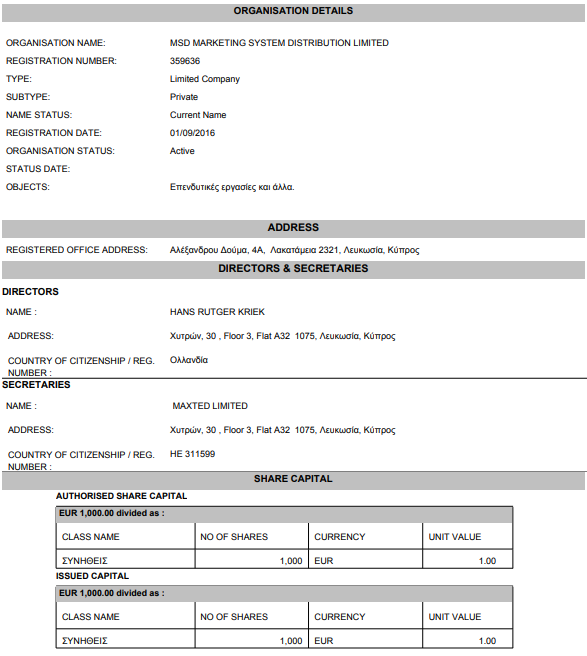 ORGANISATION DETAILS
ORGANISATION NAME: MSD MARKETING SYSTEM DISTRIBUTION LIMITED
REGISTRATION NUMBER: 359636
TYPE: Limited Company
SUBTYPE: Private
NAME STATUS: Current Name
REGISTRATION DATE: 01/09/2016
ORGANISATION STATUS: Active
STATUS DATE:
OBJECTS: Επενδυτικές εργασίες και άλλα.
ADDRESS
REGISTERED OFFICE ADDRESS: Αλέξανδρου Δούμα, 4Α, Λακατάμεια 2321, Λευκωσία, Κύπρος
DIRECTORS & SECRETARIES
DIRECTORS
NAME : HANS RUTGER KRIEK
ADDRESS: Χυτρών, 30 , Floor 3, Flat A32 1075, Λευκωσία, Κύπρος
COUNTRY OF CITIZENSHIP / REG. Ολλανδία
NUMBER :
SECRETARIES
NAME : MAXTED LIMITED
ADDRESS: Χυτρών, 30 , Floor 3, Flat A32 1075, Λευκωσία, Κύπρος
COUNTRY OF CITIZENSHIP / REG. HE 311599
NUMBER :
SHARE CAPITAL
AUTHORISED SHARE CAPITAL
EUR 1,000.00 divided as :
CLASS NAME NO OF SHARES CURRENCY UNIT VALUE
ΣΥΝΗΘΕΙΣ 1,000 EUR 1.00
ISSUED CAPITAL
EUR 1,000.00 divided as :
CLASS NAME NO OF SHARES CURRENCY UNIT VALUE
ΣΥΝΗΘΕΙΣ 1,000 EUR 1.00